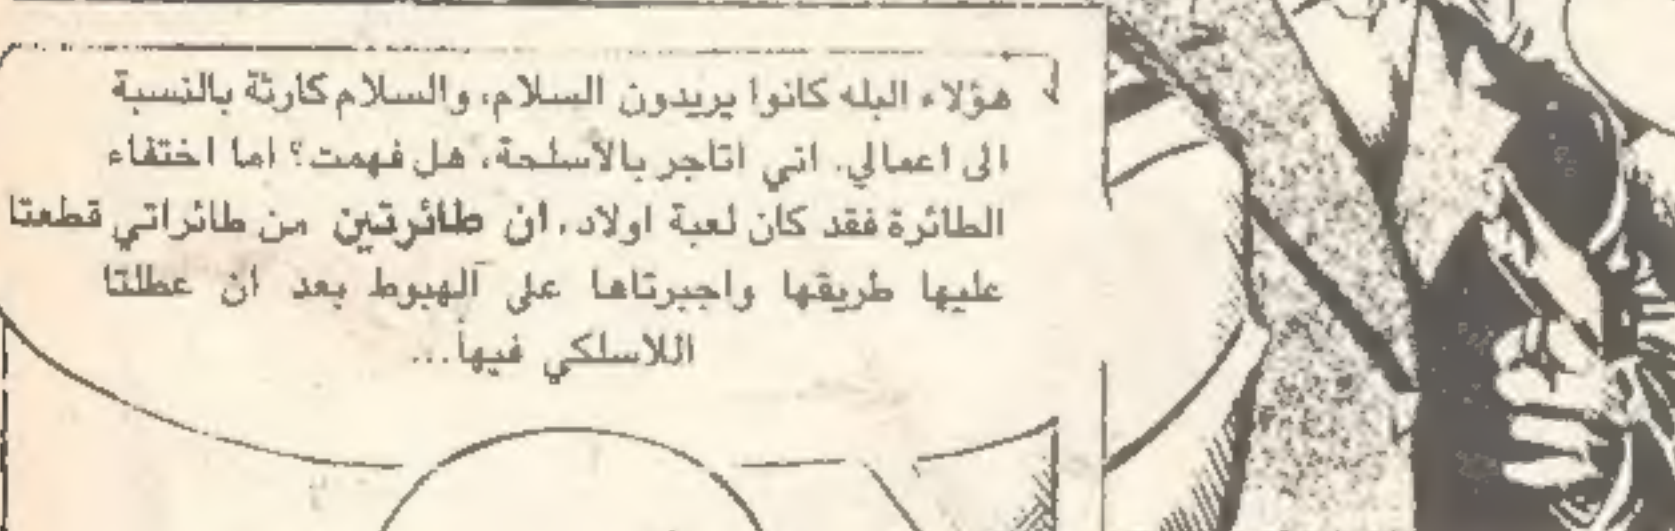 هؤلاء البله كانوا يريدون السلام، والسلام كارثة بالنسبة
الى اعمالي. اني اتاجر بالأسلحة، هل فهمت؟ اما اختفاء
الطائرة فقد كان لعبة اولاد. ان طائرتين من طائراتي قطعتا
عليها طريقها واجبرتاها على الهبوط بعد ان عطلتا
اللاسلكي فيها...